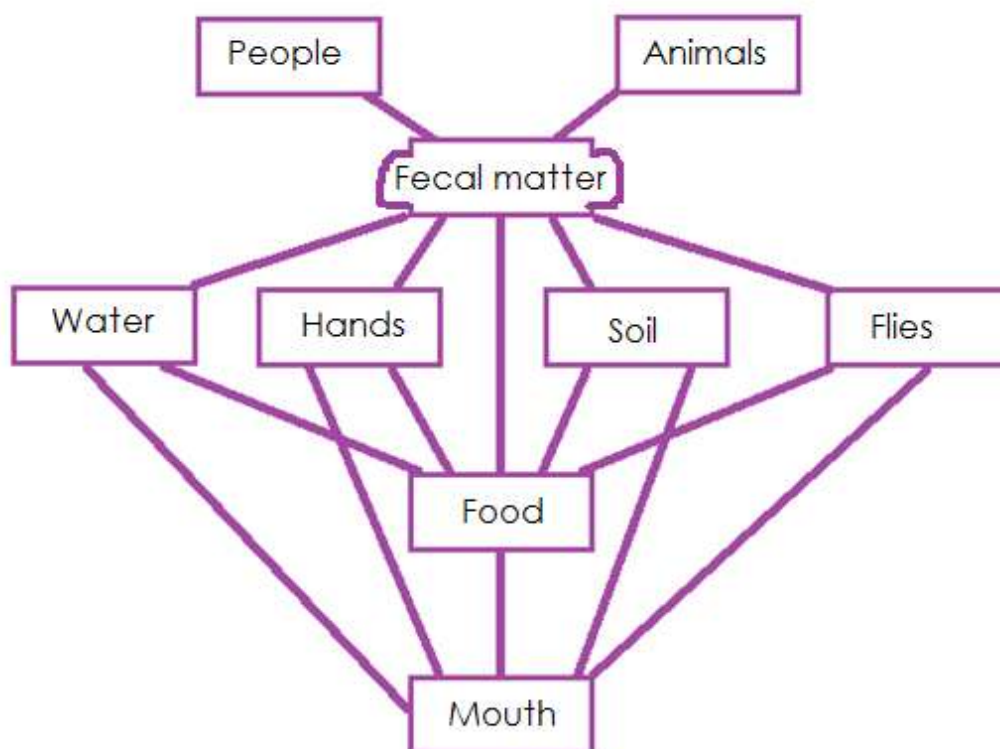 People
Animals
Fecal matter
Water
Hands
Soil
Flies
Food
Mouth